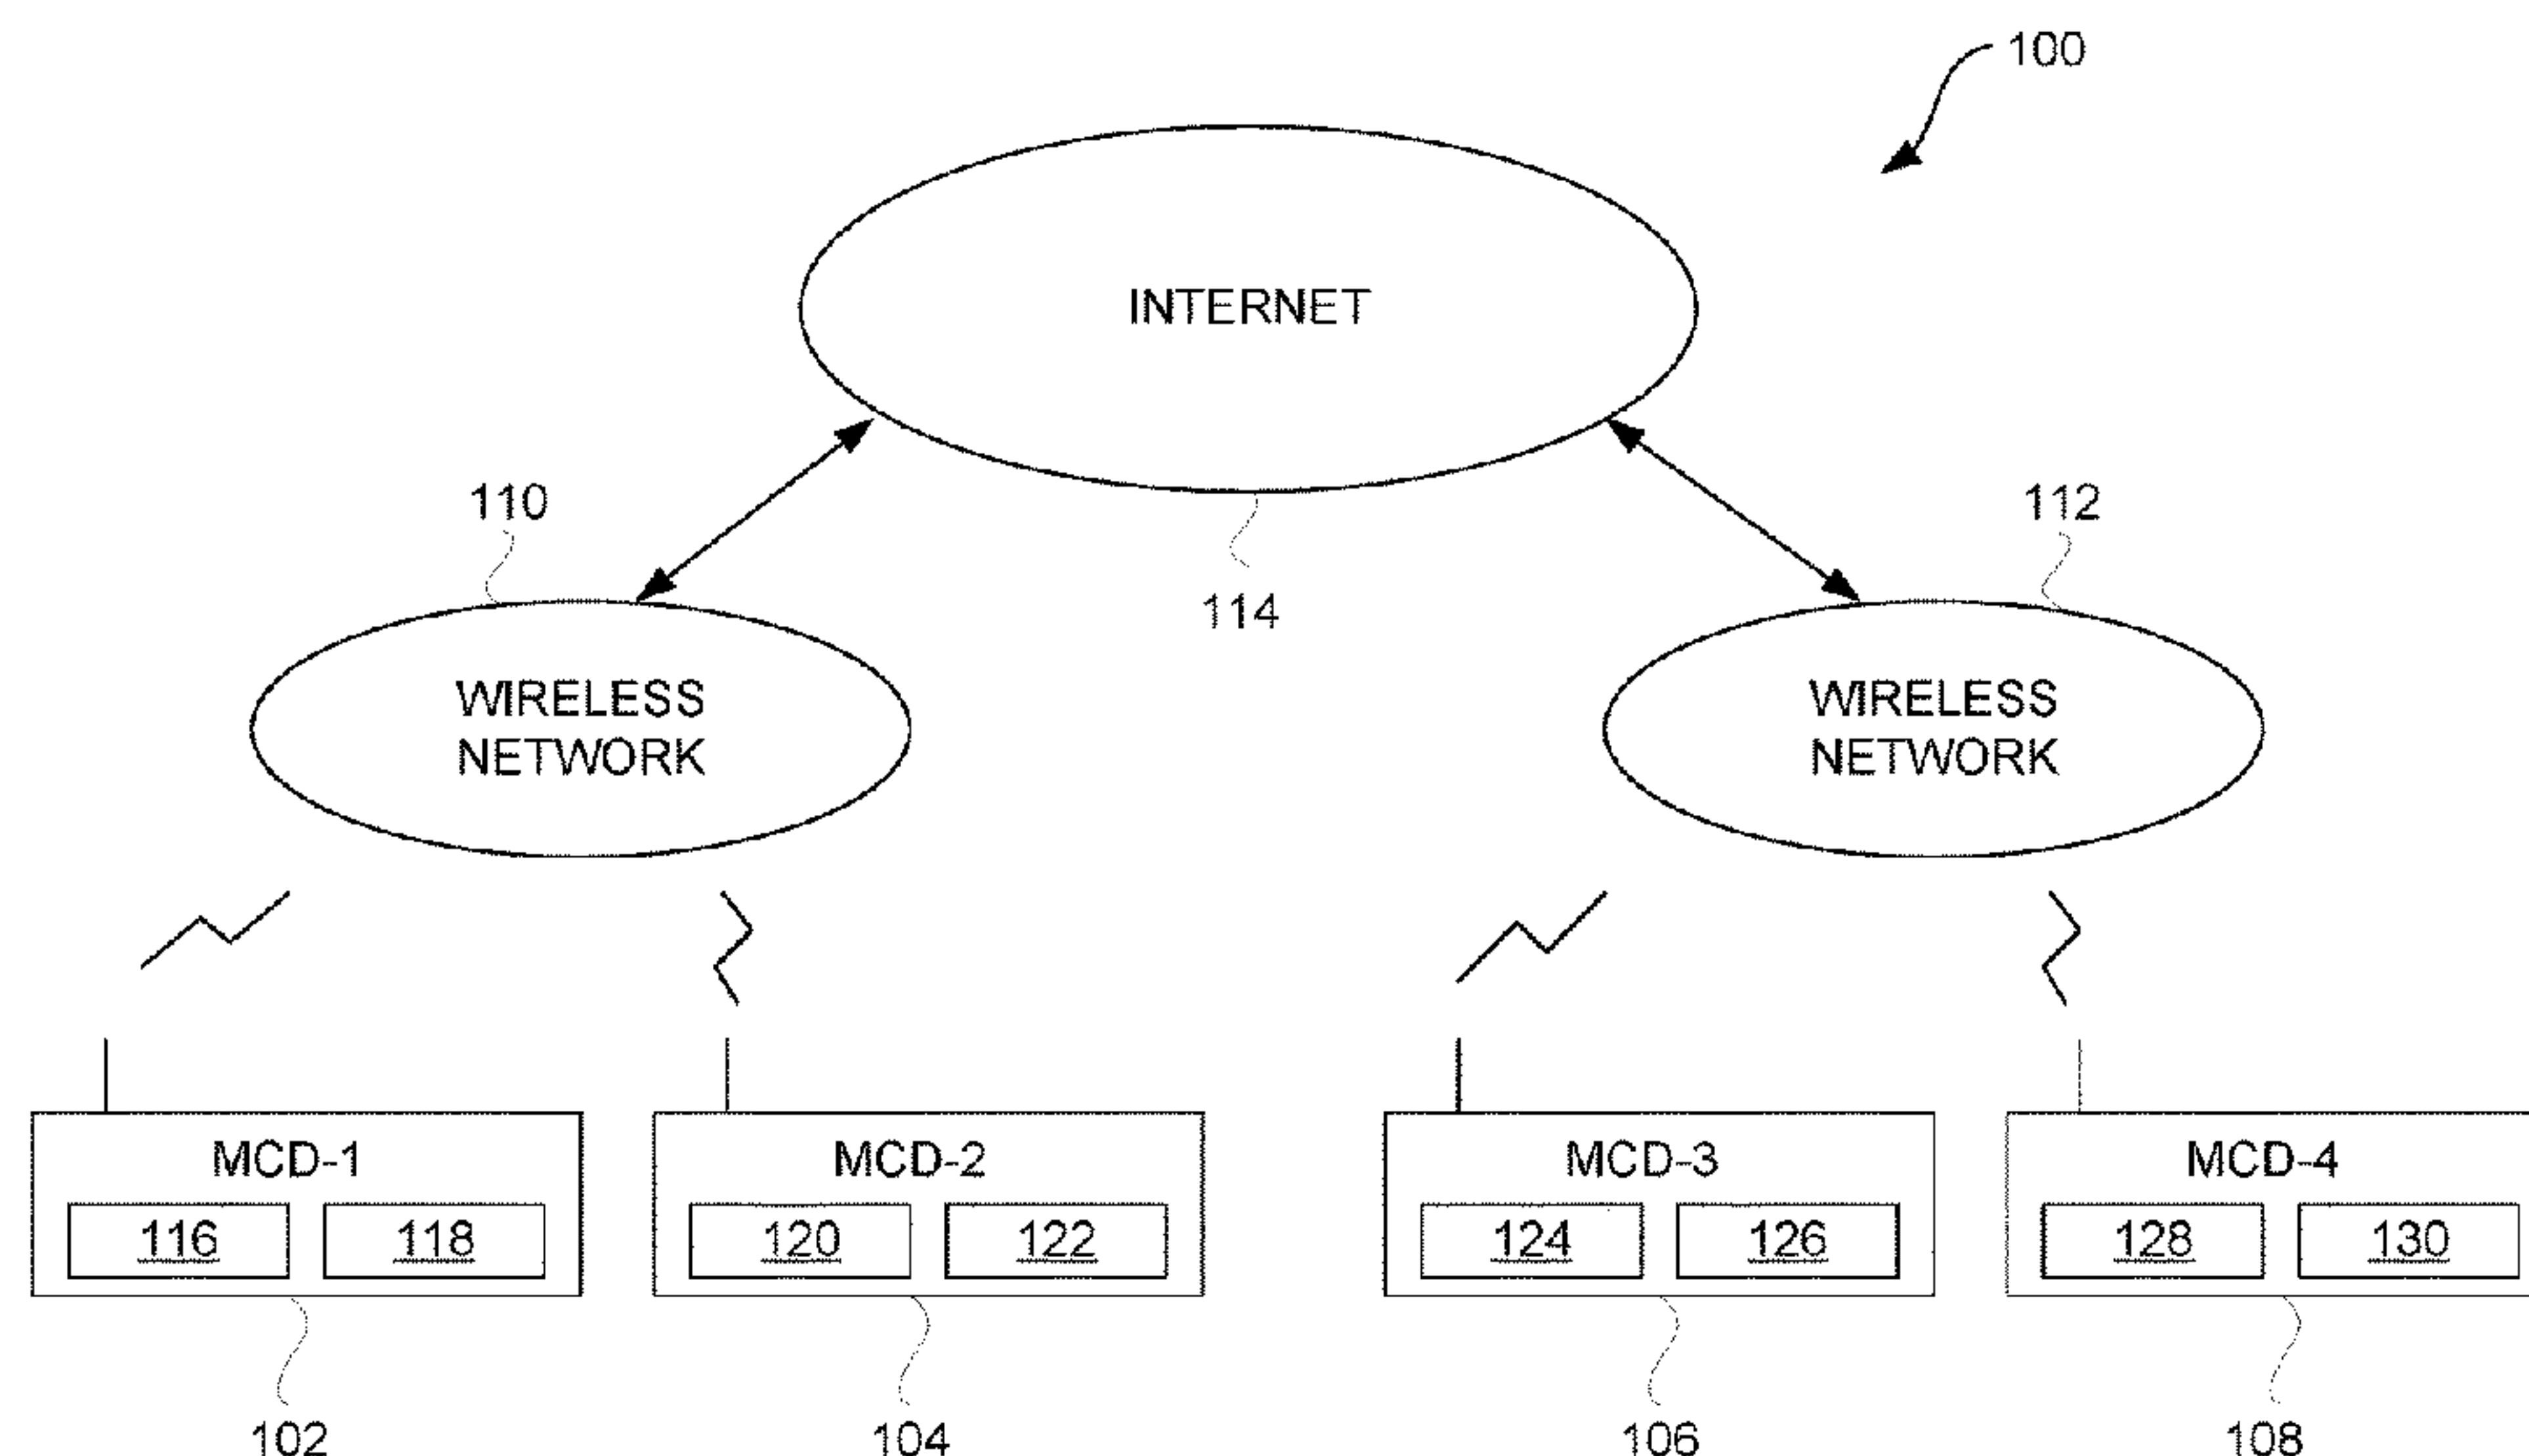 100
INTERNET
110
112
114
WIRELESS
NETWORK
WIRELESS
NETWORK
MCD-1
116 118
MCD-2
120 122
MCD-3
124 126
MCD-4
128 130
102
104
106
108